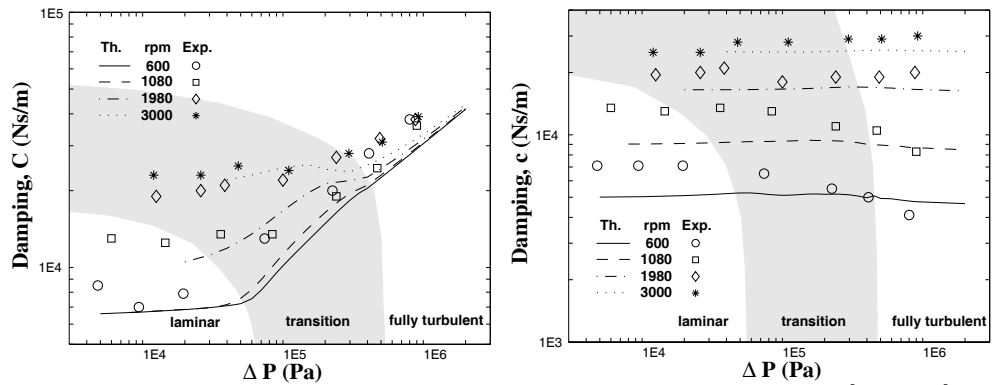 1E5
Th. rpm Exp.
600
1080
1980
3000
Damping, C (Ns/m)
1E4
laminar transition fully turbulent
1E4 1E5 1E6
Δ P (Pa)
Damping, c (Ns/m)
1E4
Th. rpm Exp.
600
1080
1980
3000
laminar transition fully turbulent
1E3
1E4 1E5 1E6
Δ P (Pa)